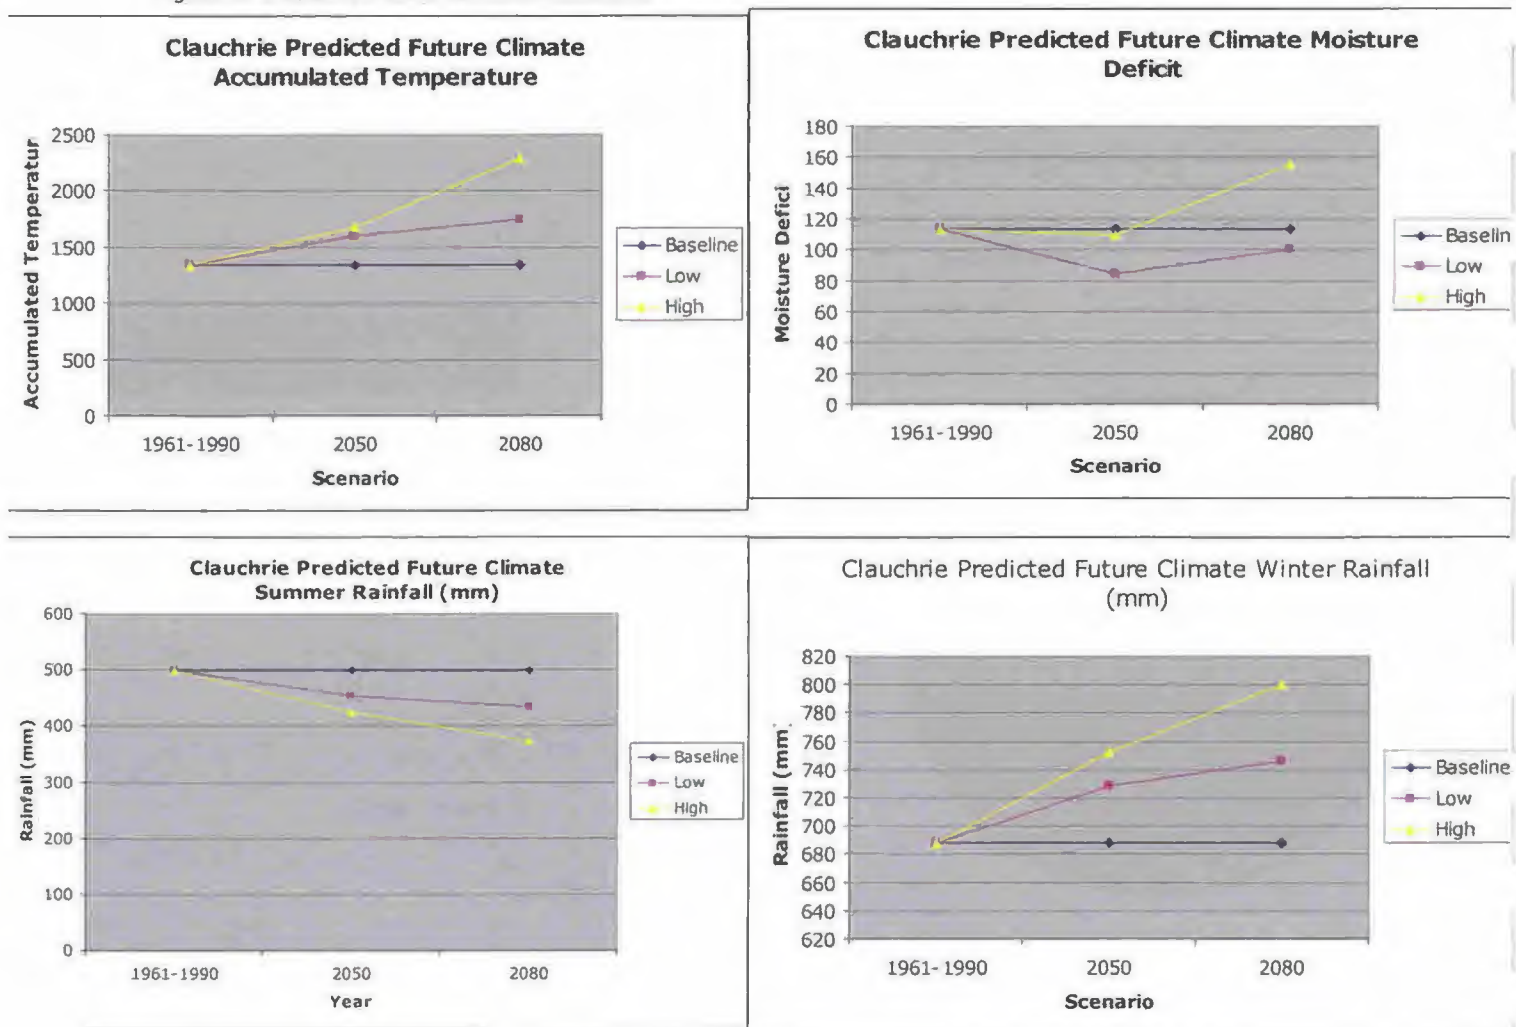 Clauchrie Predicted Future Climate
Accumulated Temperature
Accumulated Temperatur
2500
2000
1500
1000
500
0
1961-1990
2050
2080
Scenario
Baseline
Low
High
Clauchrie Predicted Future Climate Moisture
Deficit
Moisture Defici
180
160
140
120
100
80
60
40
20
0
1961-1990
2050
2080
Scenario
Baselin
Low
High
Clauchrie Predicted Future Climate
Summer Rainfall (mm)
Rainfall (mm)
600
500
400
300
200
100
0
1961-1990
2050
2080
Year
Baseline
Low
High
Clauchrie Predicted Future Climate Winter Rainfall
(mm)
Rainfall (mm
820
800
780
760
740
720
700
680
660
640
620
1961-1990
2050
2080
Scenario
Baseline
Low
High